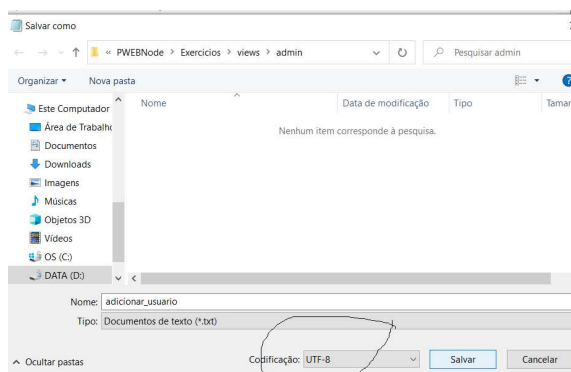 Salvar como
« PWEBNode > Exercicios > views > admin
Pesquisar admin
Organizar
Nova pasta
Nome
Data de modificação
Tipo
Tamar
Nenhum item corresponde à pesquisa.
Este Computador
Área de Trabalho
Documentos
Downloads
Imagens
Músicas
Objetos 3D
Vídeos
OS (C:)
DATA (D:)
Nome: adicionar_usuario
Tipo: Documentos de texto (*.txt)
Ocultar pastas
Codificação: UTF-8
Salvar
Cancelar